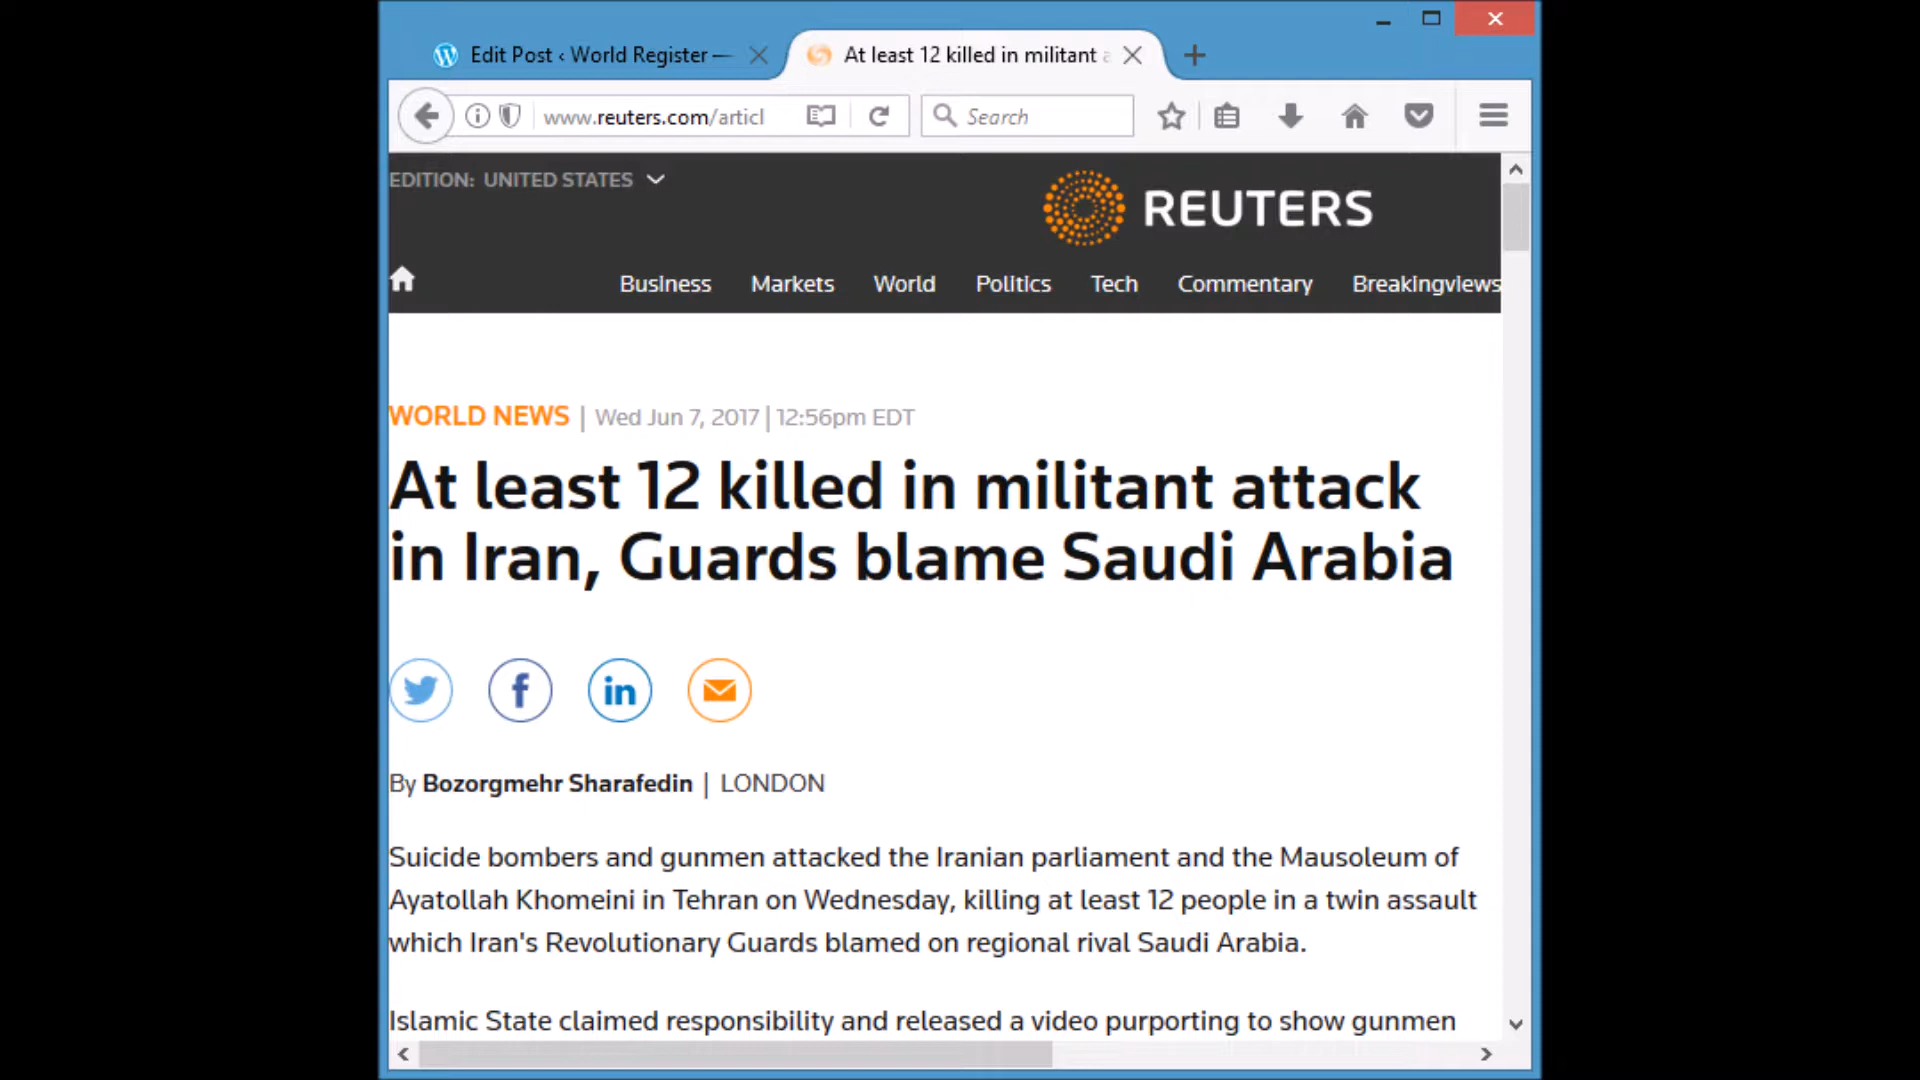 Edit Post ‹ World Register —
At least 12 killed in militant a
www.reuters.com/articl
Search
EDITION: UNITED STATES
REUTERS
Business Markets World Politics Tech Commentary Breakingviews
WORLD NEWS | Wed Jun 7, 2017 | 12:56pm EDT
At least 12 killed in militant attack
in Iran, Guards blame Saudi Arabia
By Bozorgmehr Sharafedin | LONDON
Suicide bombers and gunmen attacked the Iranian parliament and the Mausoleum of
Ayatollah Khomeini in Tehran on Wednesday, killing at least 12 people in a twin assault
which Iran's Revolutionary Guards blamed on regional rival Saudi Arabia.
Islamic State claimed responsibility and released a video purporting to show gunmen